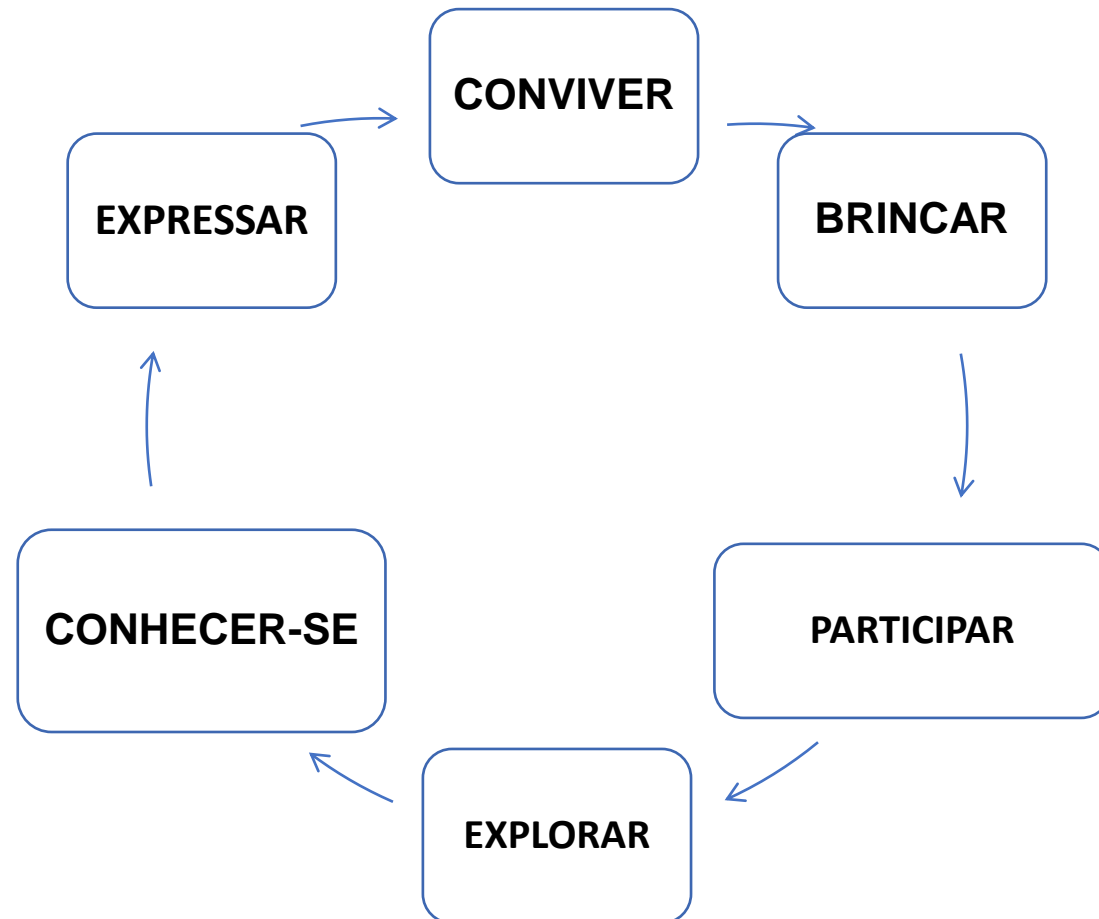 CONVIVER
BRINCAR
PARTICIPAR
EXPLORAR
CONHECER-SE
EXPRESSAR